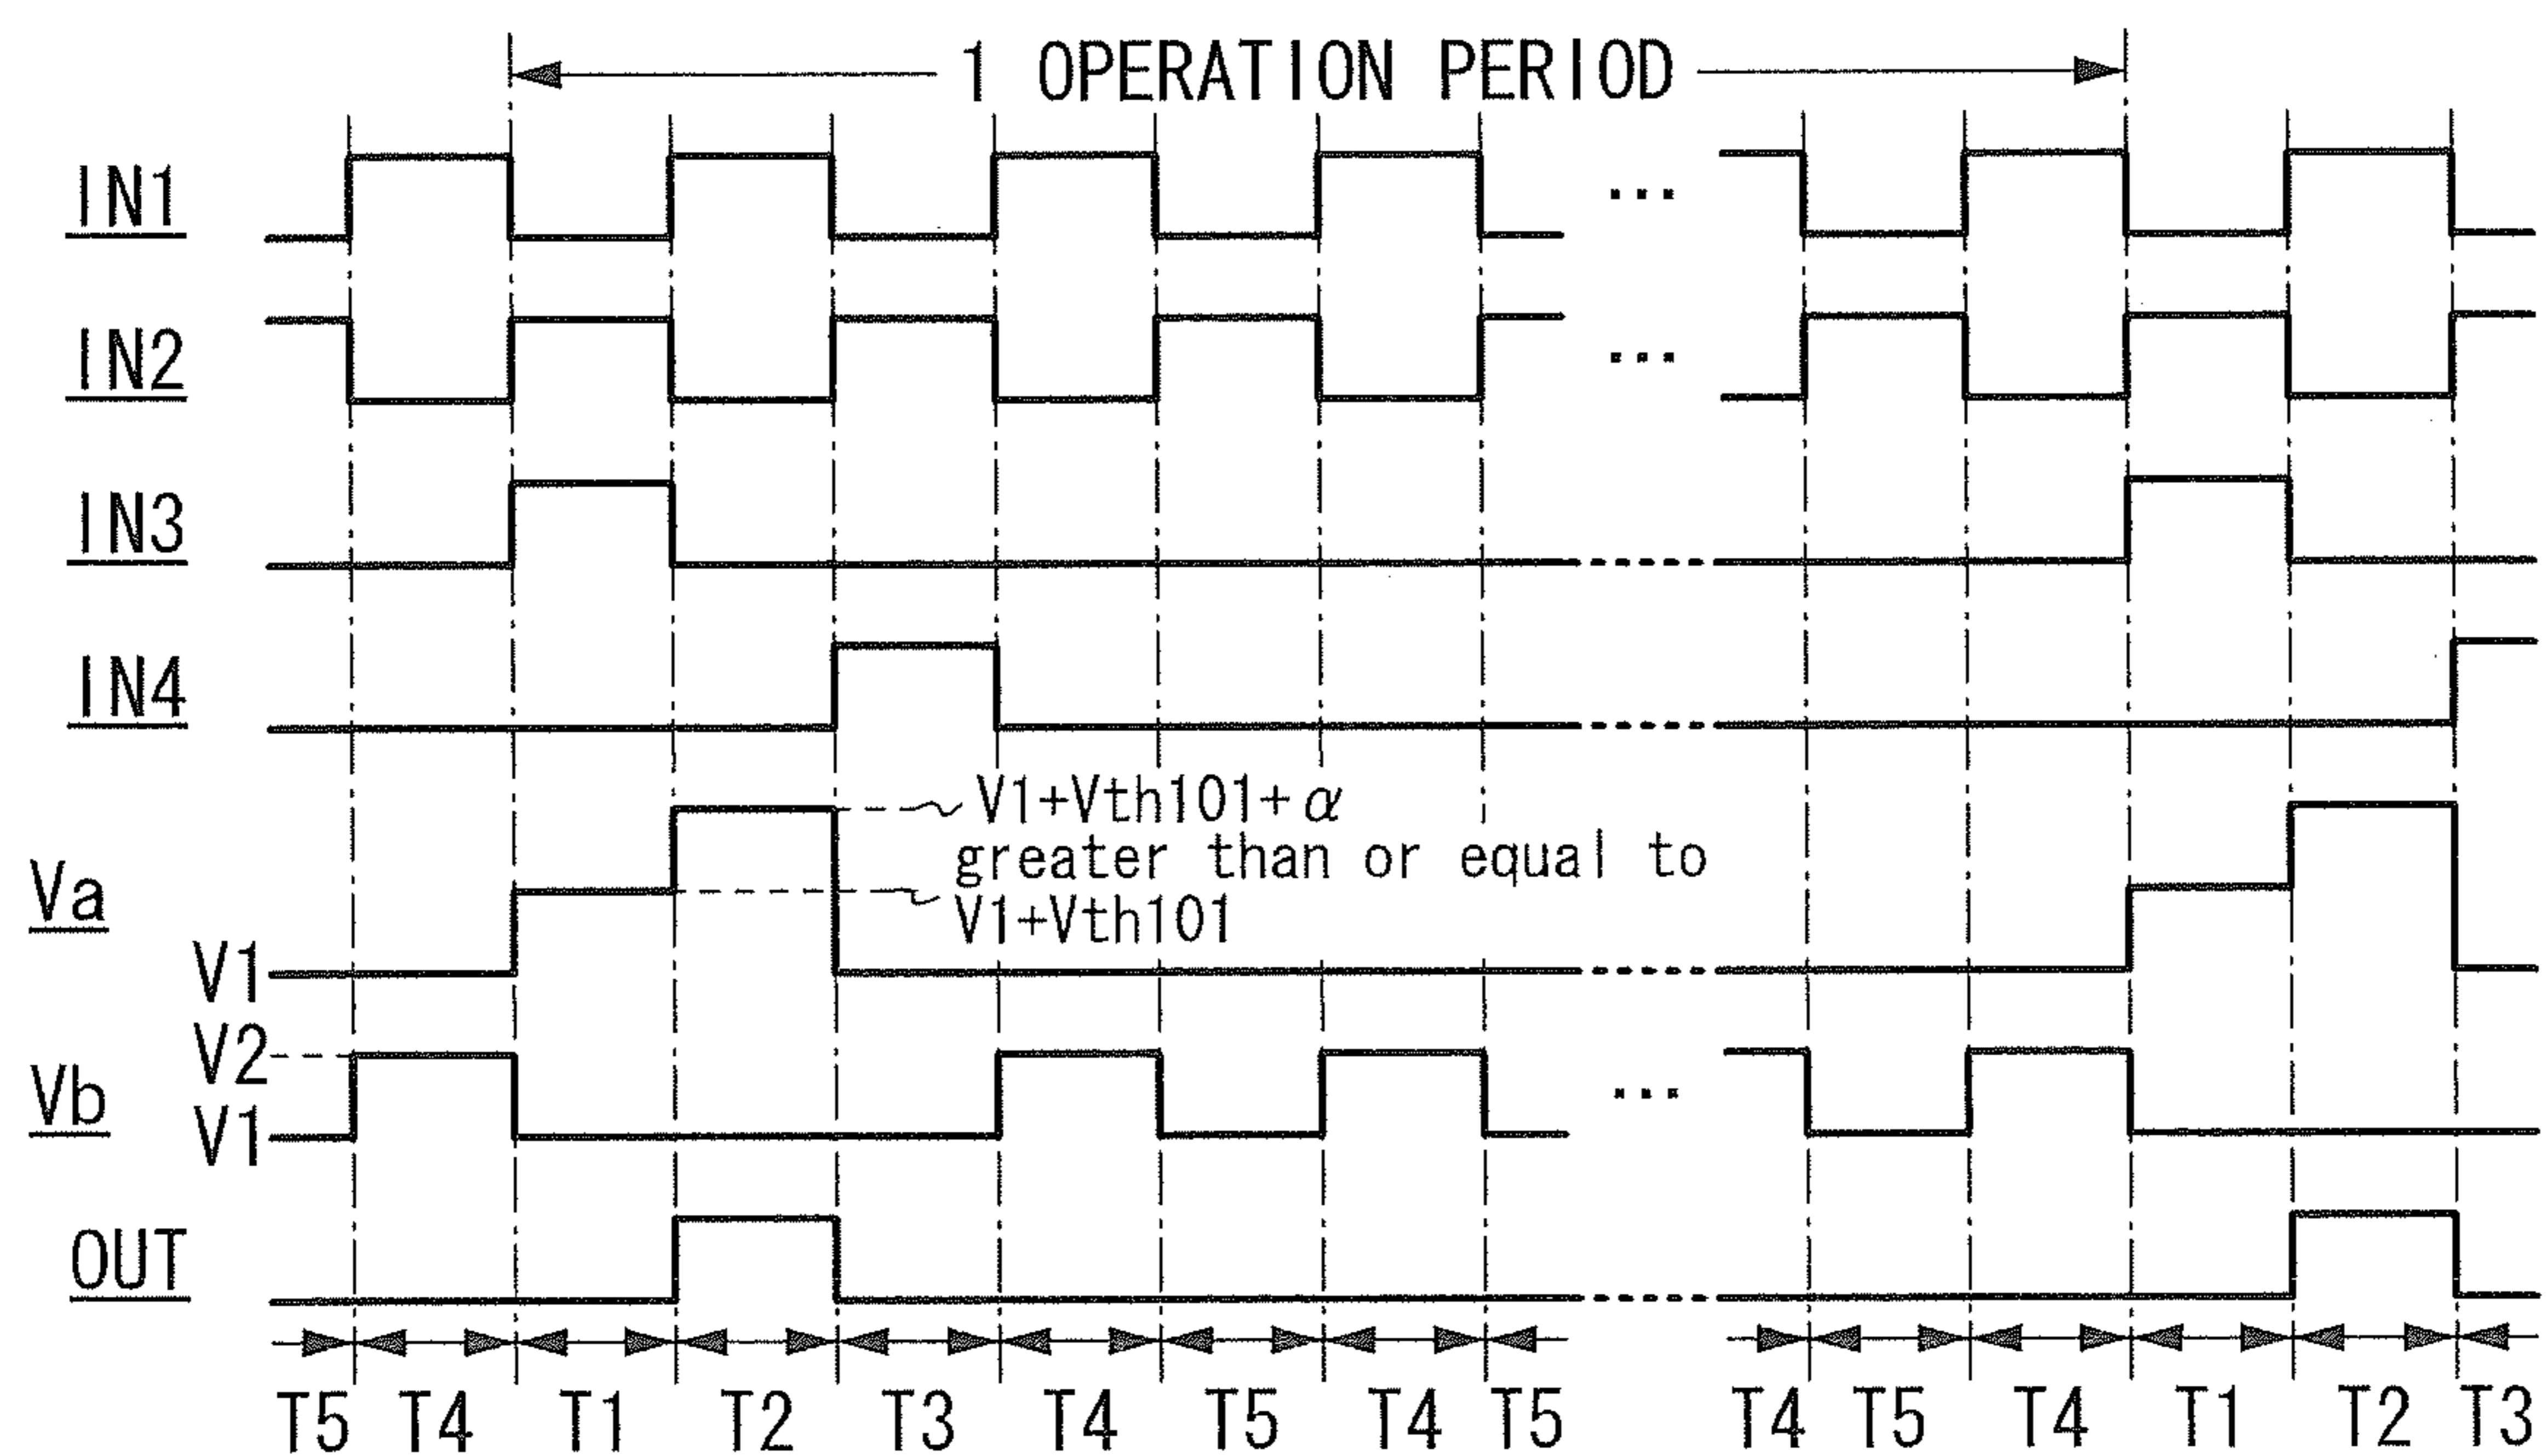 1 OPERATION PERIOD
IN1
...
IN2
...
IN3
IN4
V1+Vth101+α
greater than or equal to
V1+Vth101
Va
V1
V2
Vb
V1
...
OUT
T5 T4 T1 T2 T3 T4 T5 T4 T5 T4 T5 T4 T1 T2 T3